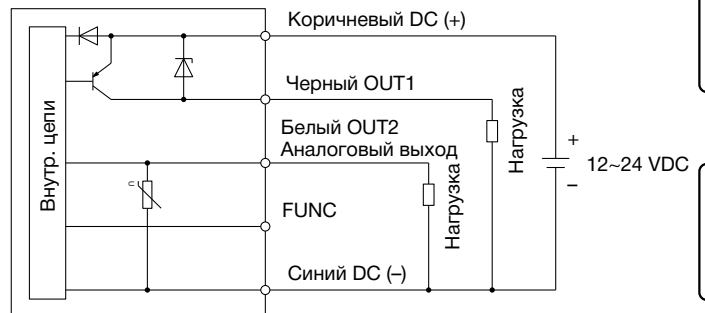 Коричневый DC (+)
Черный OUT1
Белый OUT2
Аналоговый выход
FUNC
Синий DC (–)
Внутр. цепи
U
Нагрузка
Нагрузка
+
12~24 VDC
–